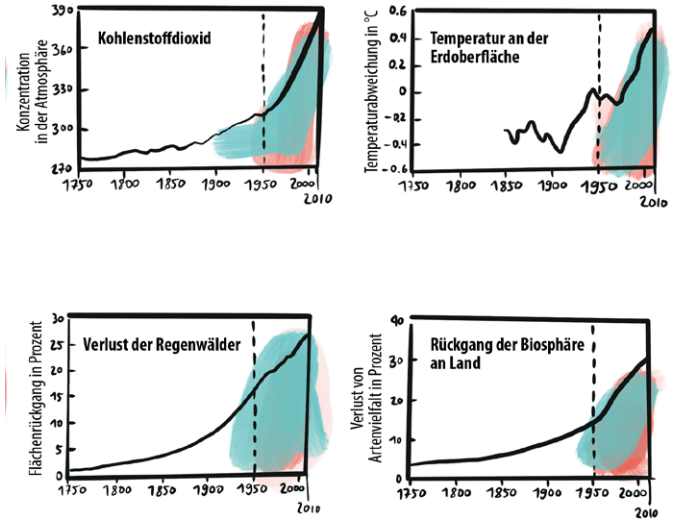 Kohlenstoffdioxid
Konzentration
in der Atmosphäre
390
360
330
300
270
1750 1800 1850 1900 1950 2000
2010
Temperatur an der
Erdoberfläche
Temperaturabweichung in °C
0.6
0.4
0.2
0
-0.2
-0.4
-0.6
1750 1800 1850 1900 1950 2000
2010
Verlust der Regenwälder
Flächenrückgang in Prozent
30
25
20
15
10
5
0
1750 1800 1850 1900 1950 2000
2010
Rückgang der Biosphäre
an Land
Verlust von
Artenvielfalt in Prozent
40
30
20
10
0
1750 1800 1850 1900 1950 2000
2010